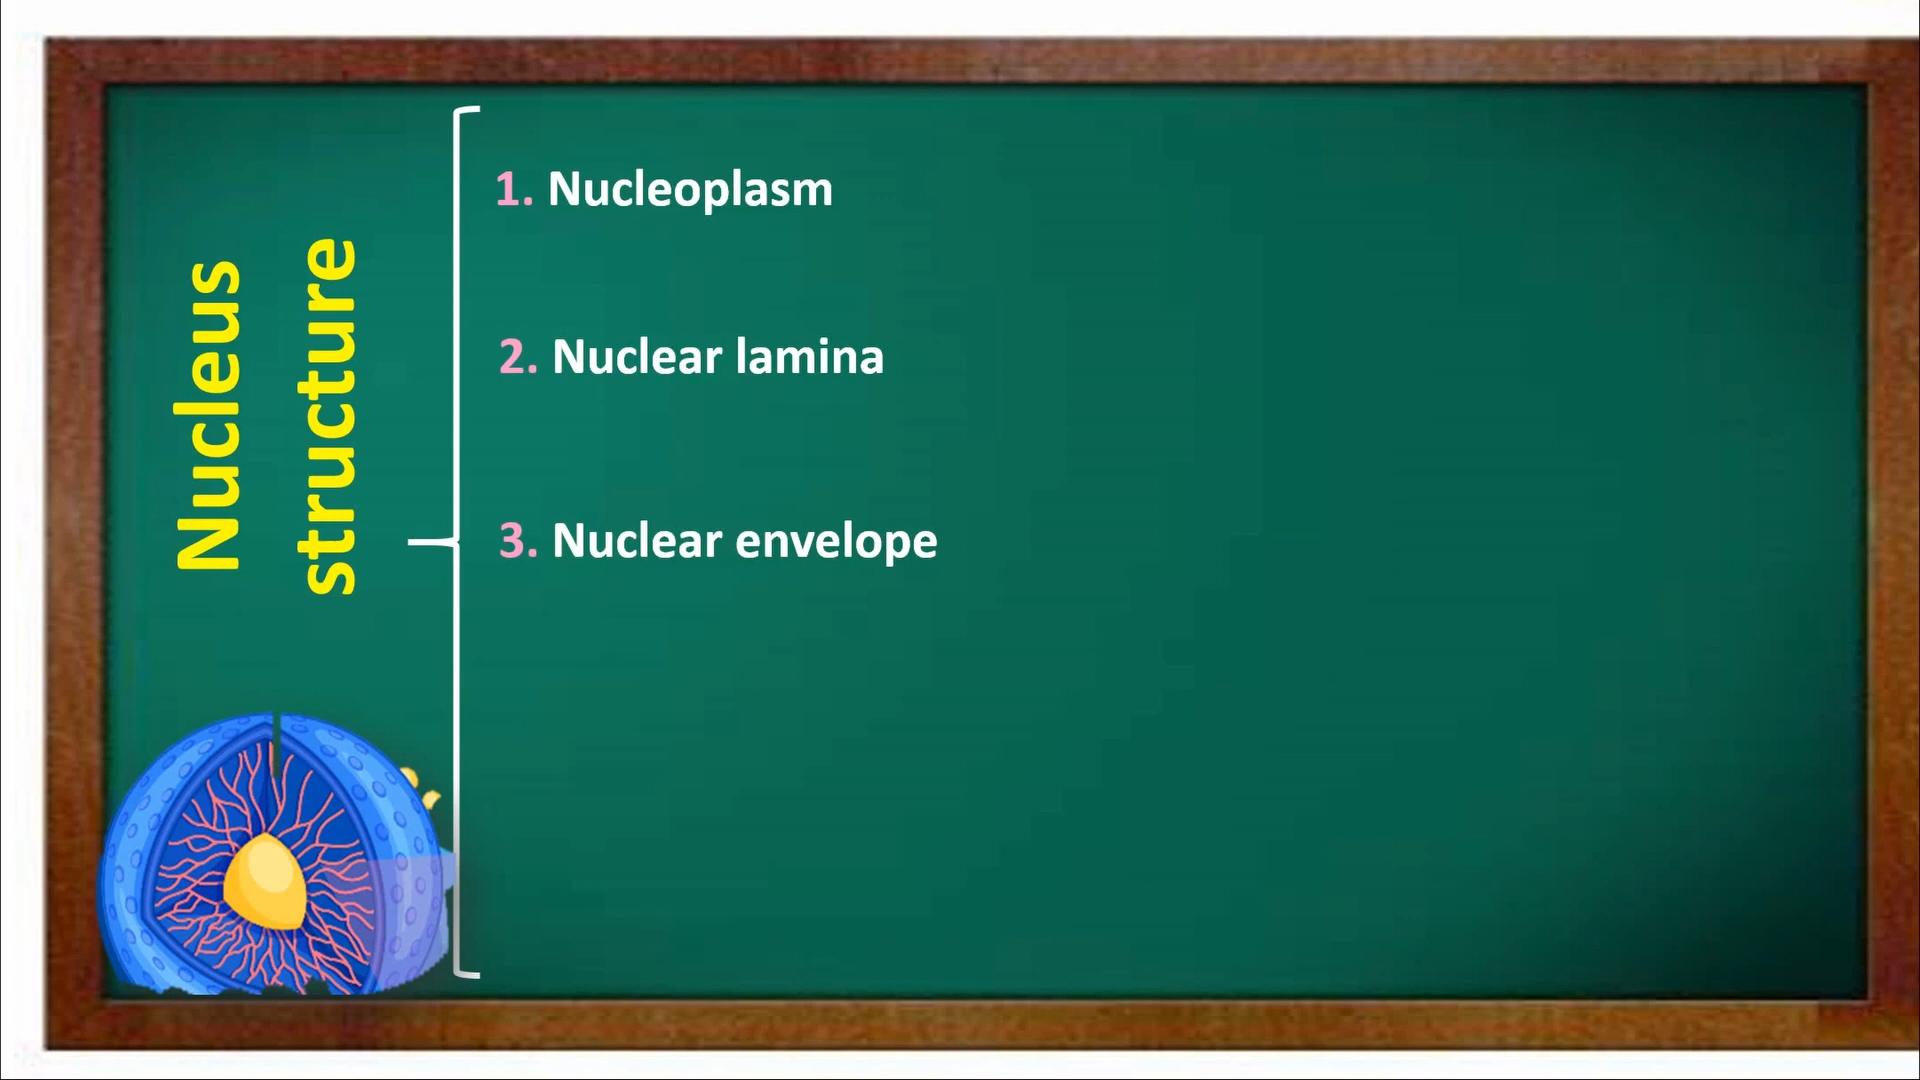 Nucleus
structure
1. Nucleoplasm
2. Nuclear lamina
3. Nuclear envelope